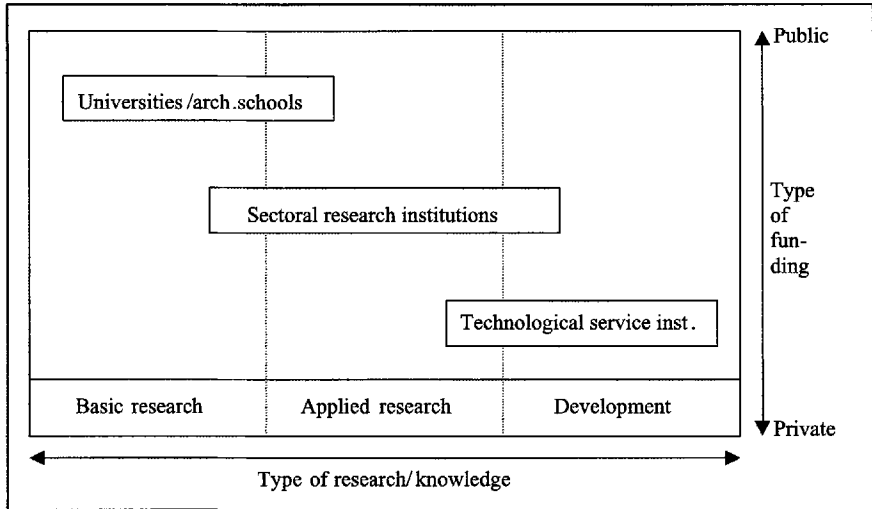 Public
Universities/arch.schools
Sectoral research institutions
Type
of
fun-
ding
Technological service inst.
Basic research
Applied research
Development
Private
Type of research/knowledge